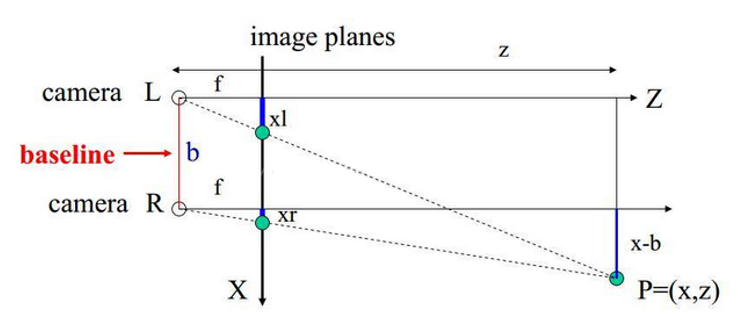 image planes
z
camera L
f
Z
xl
baseline
b
f
camera R
xr
x-b
X
P=(x,z)